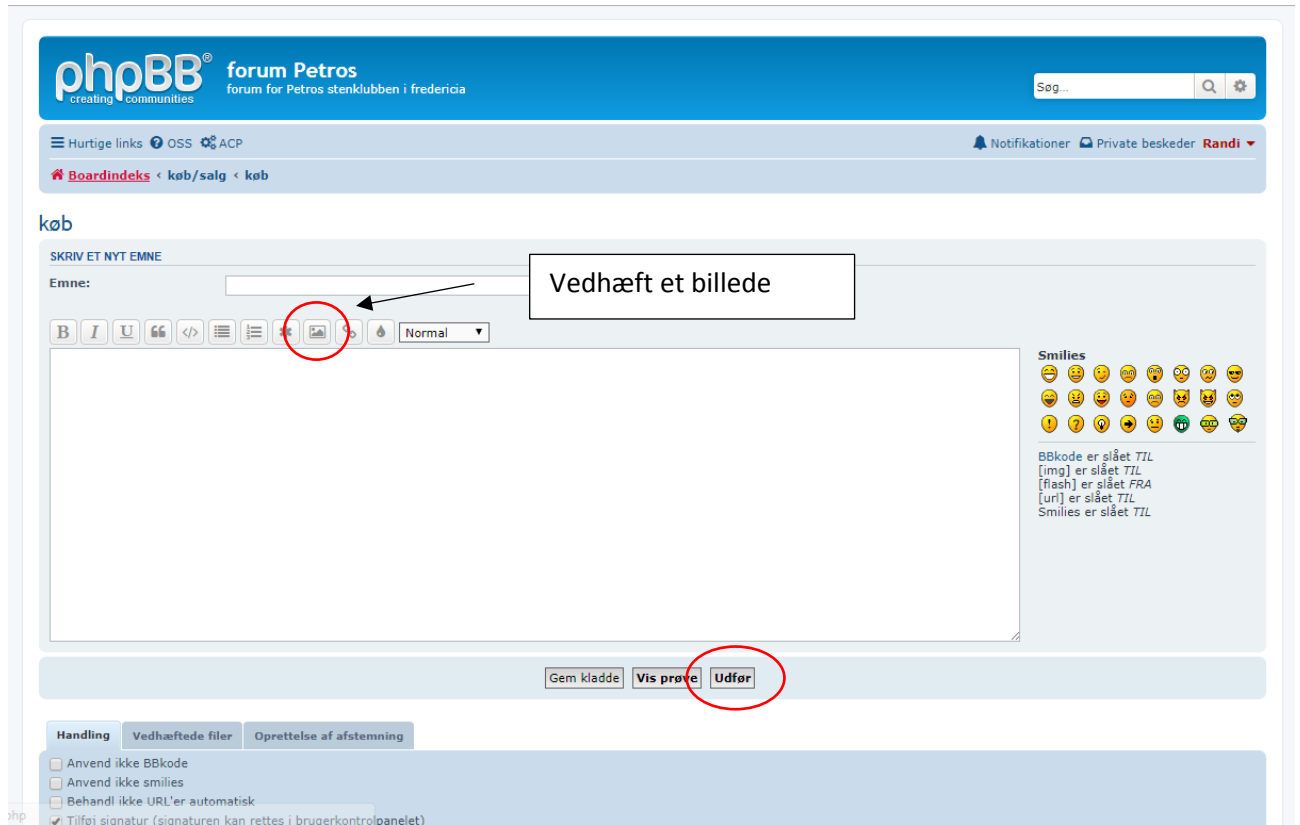 phpBB®
creating communities
forum Petros
forum for Petros stenklubben i fredericia
Søg...
Hurtige links OSS ACP
Notifikationer Private beskeder Randi
Boardindeks ‹ køb/salg ‹ køb
køb
SKRIV ET NYT EMNE
Emne:
Vedhæft et billede
B I U </> Normal
Smilies
BBkode er slået TIL
[img] er slået TIL
[flash] er slået FRA
[url] er slået TIL
Smilies er slået TIL
Gem kladde Vis prøve Udfør
Handling Vedhæftede filer Oprettelse af afstemning
Anvend ikke BBkode
Anvend ikke smilies
Behandl ikke URL'er automatisk
php
Tilføj signatur (signaturen kan rettes i brugerkontrolpanelet)